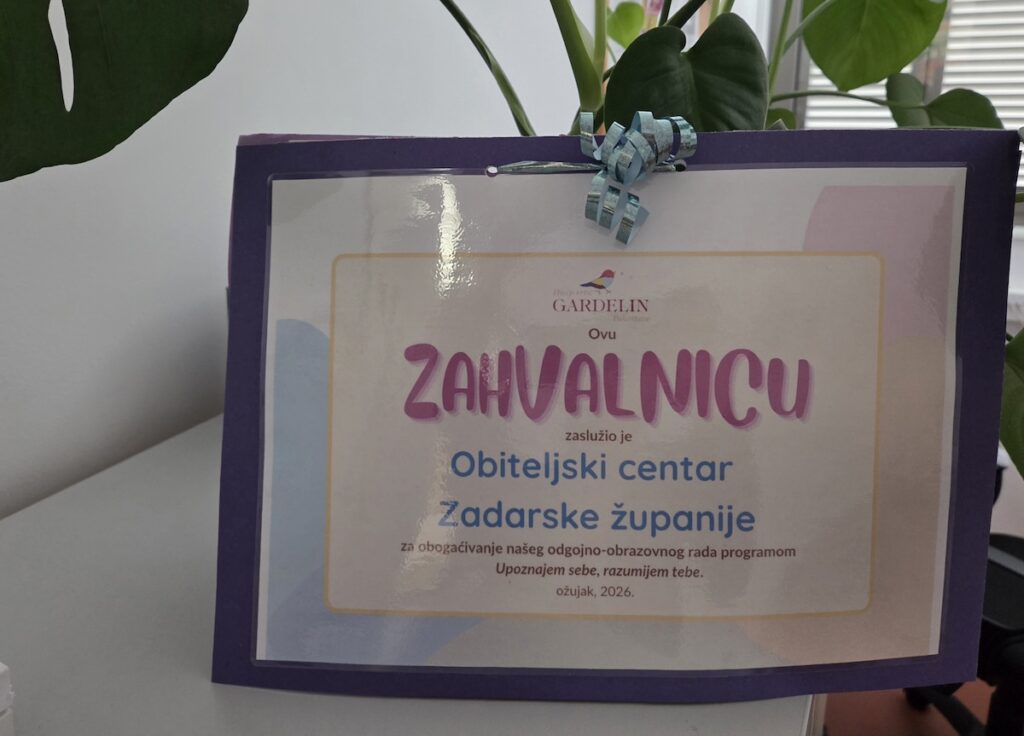 GARDELIN
Ovu
ZAHVALNICU
zaslužio je
Obiteljski centar
Zadarske županije
za obogaćivanje našeg odgojno-obrazovnog rada programom
Upoznajem sebe, razumijem tebe.
ožujak, 2026.